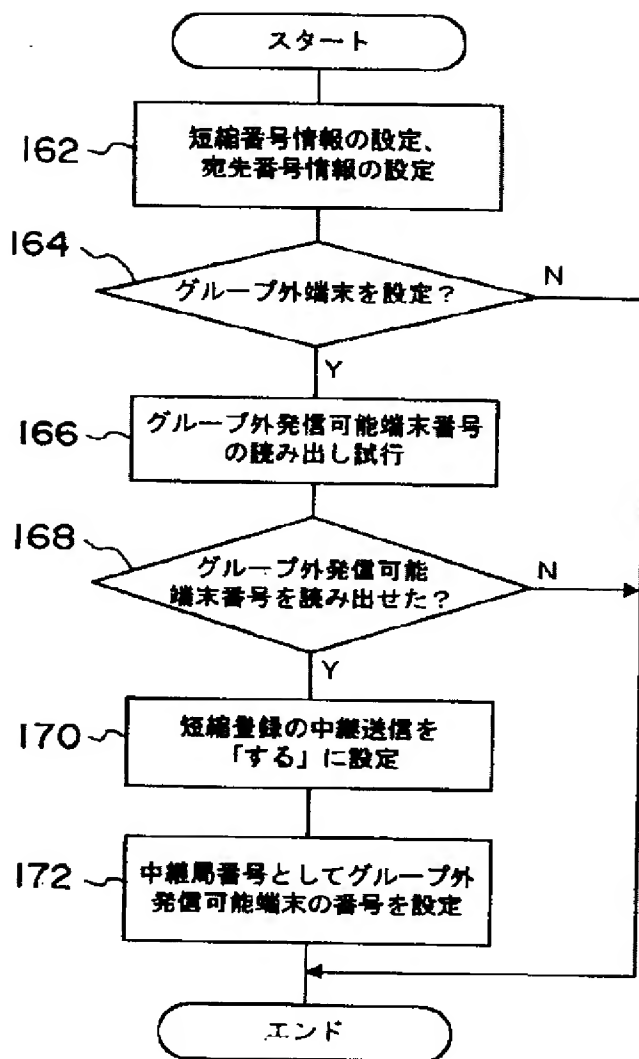 スタート
162
短縮番号情報の設定、
宛先番号情報の設定
164
グループ外端末を設定？
N
Y
166
グループ外発信可能端末番号
の読み出し試行
168
グループ外発信可能
端末番号を読み出せた？
N
Y
170
短縮登録の中継送信を
「する」に設定
172
中継局番号としてグループ外
発信可能端末の番号を設定
エンド